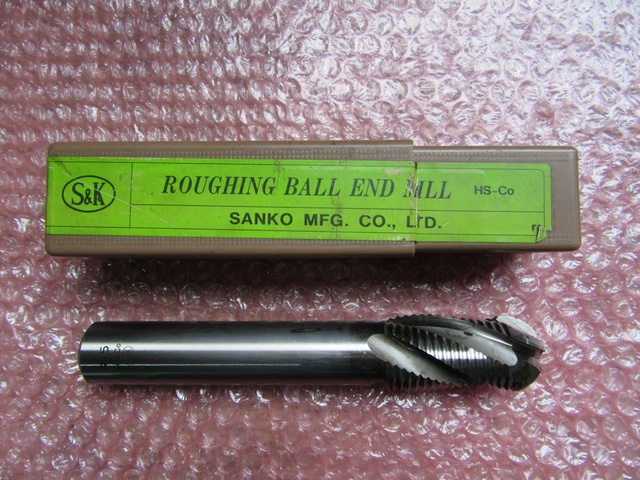 S&K
ROUGHING BALL END MILL HS-Co
SANKO MFG. CO., LTD.